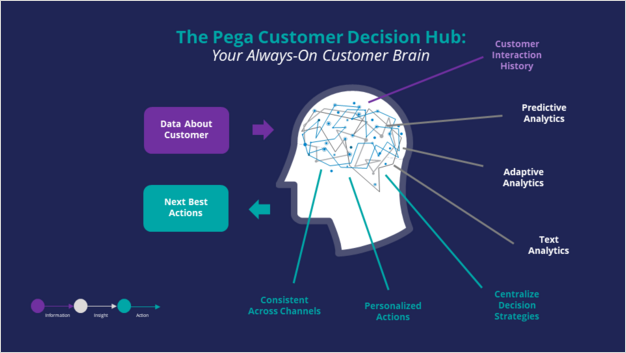 The Pega Customer Decision Hub:
Your Always-On Customer Brain
Customer
Interaction
History
Data About
Customer
Predictive
Analytics
Adaptive
Analytics
Next Best
Actions
Text
Analytics
Consistent
Across Channels
Personalized
Actions
Centralize
Decision
Strategies
Information
Insight
Action